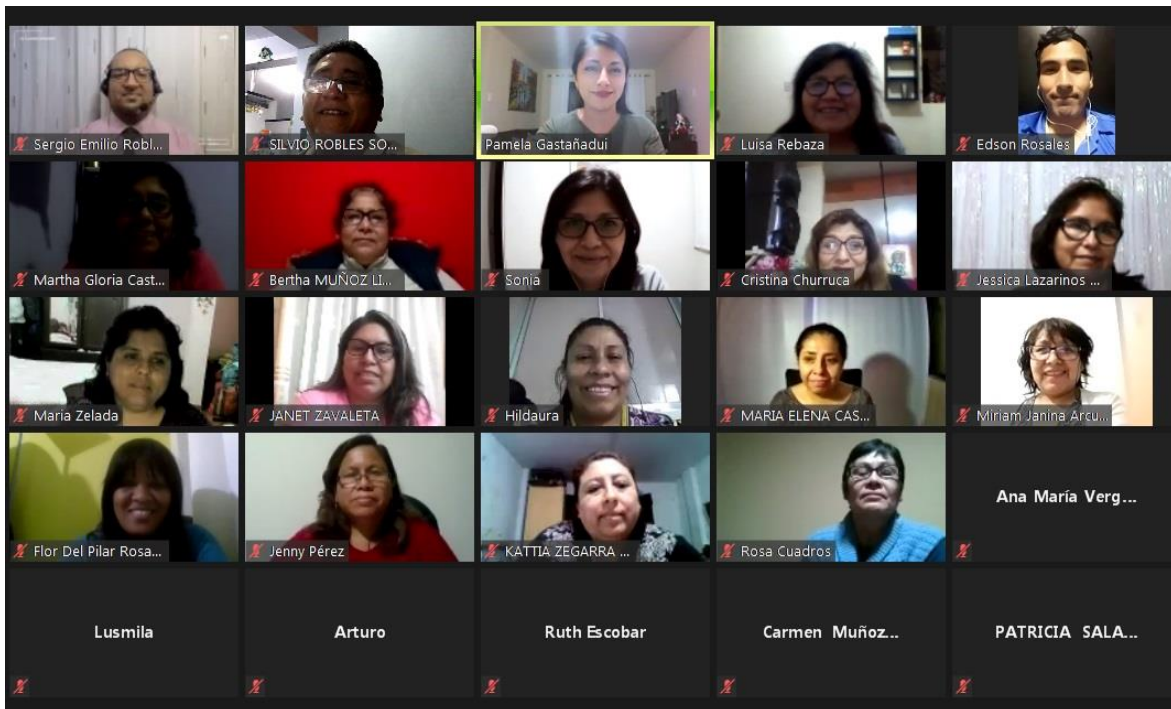 Sergio Emilio Robl...
SILVIO ROBLES SO...
Pamela Gastañadui
Luisa Rebaza
Edson Rosales
Martha Gloria Cast...
Bertha MUÑOZ LI...
Sonia
Cristina Churruca
Jessica Lazarinos ...
Maria Zelada
JANET ZAVALETA
Hildaura
MARIA ELENA CAS...
Miriam Janina Arcu...
Flor Del Pilar Rosa...
Jenny Pérez
KATTIA ZEGARRA ...
Rosa Cuadros
Ana María Verg...
Lusmila
Arturo
Ruth Escobar
Carmen Muñoz...
PATRICIA SALA...